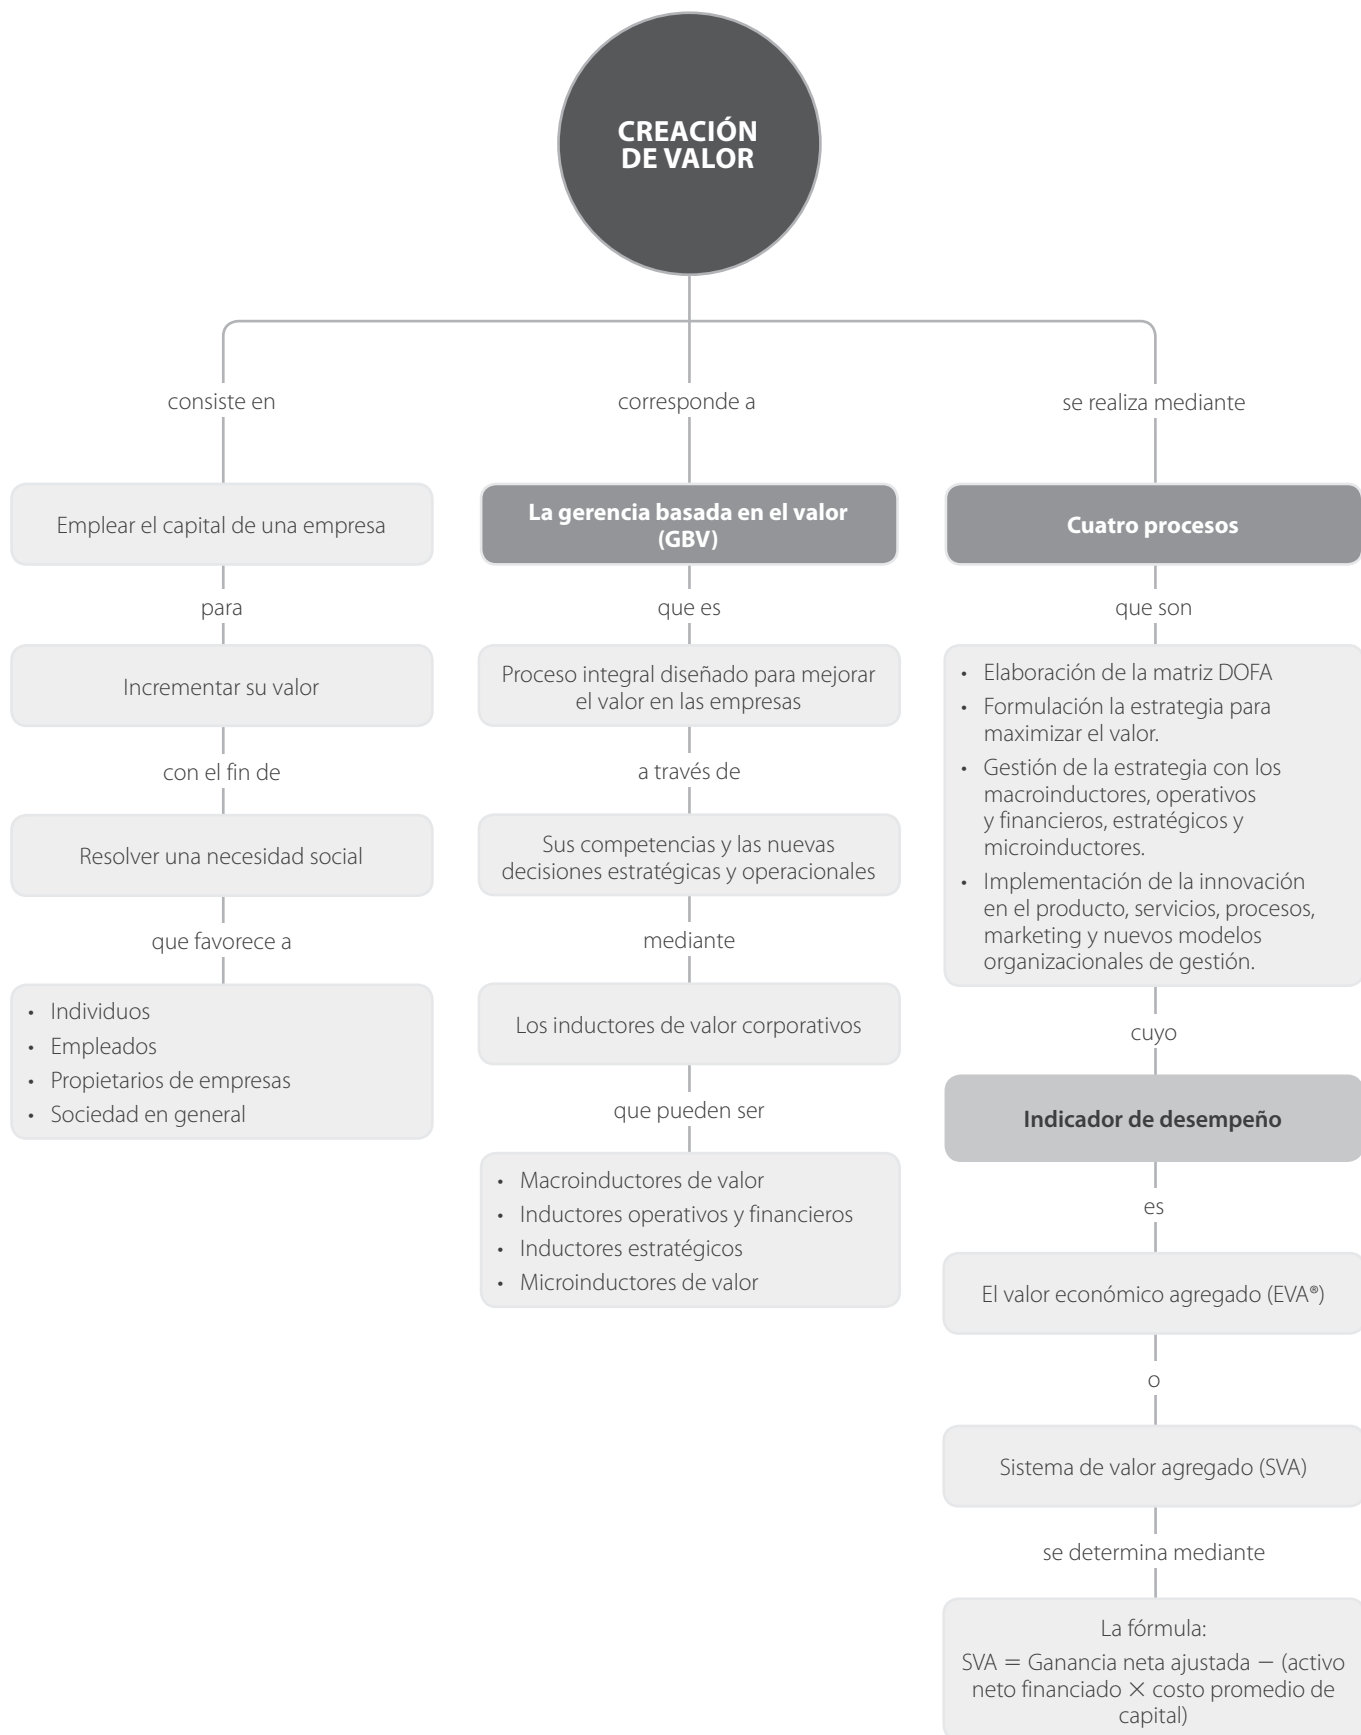 CREACIÓN
DE VALOR
consiste en
Emplear el capital de una empresa
para
Incrementar su valor
con el fin de
Resolver una necesidad social
que favorece a
• Individuos
• Empleados
• Propietarios de empresas
• Sociedad en general
corresponde a
La gerencia basada en el valor
(GBV)
que es
Proceso integral diseñado para mejorar
el valor en las empresas
a través de
Sus competencias y las nuevas
decisiones estratégicas y operacionales
mediante
Los inductores de valor corporativos
que pueden ser
• Macroinductores de valor
• Inductores operativos y financieros
• Inductores estratégicos
• Microinductores de valor
se realiza mediante
Cuatro procesos
que son
• Elaboración de la matriz DOFA
• Formulación la estrategia para
maximizar el valor.
• Gestión de la estrategia con los
macroinductores, operativos
y financieros, estratégicos y
microinductores.
• Implementación de la innovación
en el producto, servicios, procesos,
marketing y nuevos modelos
organizacionales de gestión.
cuyo
Indicador de desempeño
es
El valor económico agregado (EVA®)
o
Sistema de valor agregado (SVA)
se determina mediante
La fórmula:
SVA = Ganancia neta ajustada − (activo
neto financiado × costo promedio de
capital)